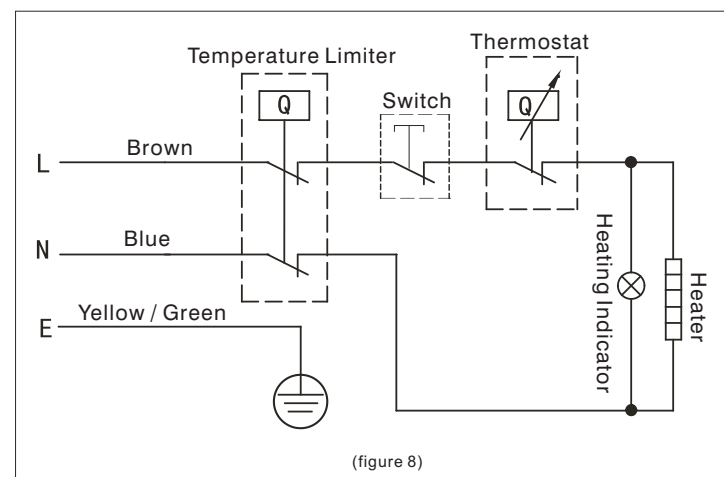 Thermostat
Temperature Limiter
Switch
Q
Q
L
Brown
N
Blue
E
Yellow / Green
Heating Indicator
Heater
(figure 8)